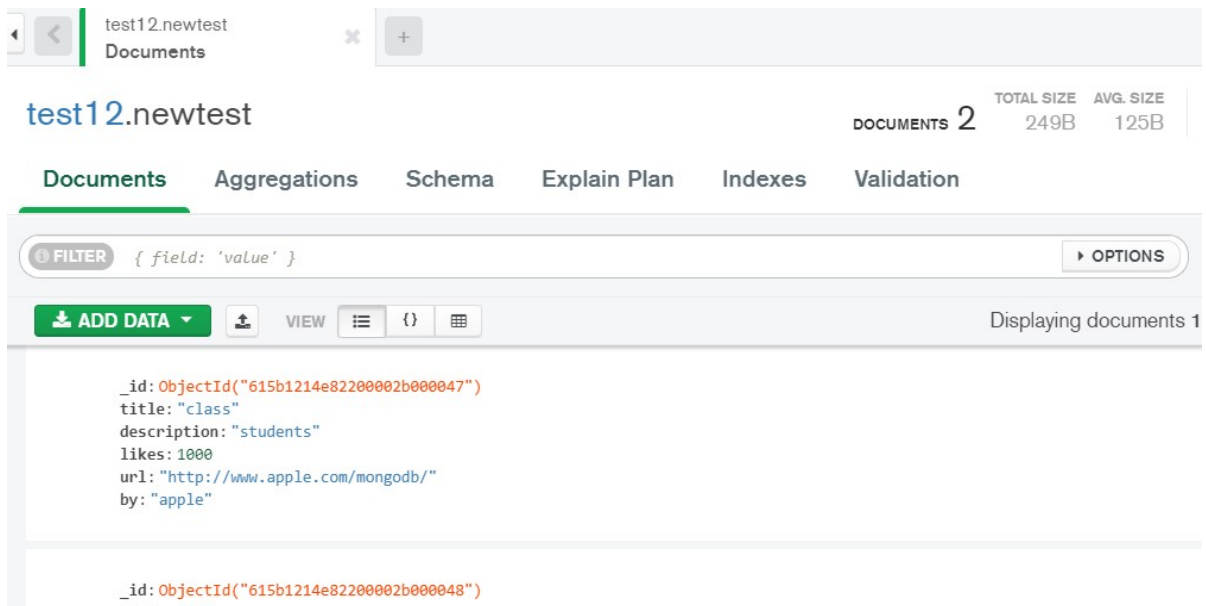 test12.newtest
Documents
test12.newtest
DOCUMENTS 2
TOTAL SIZE
249B
AVG. SIZE
125B
Documents Aggregations Schema Explain Plan Indexes Validation
FILTER { field: 'value' } OPTIONS
ADD DATA VIEW {} Displaying documents 1
_id: ObjectId("615b1214e82200002b000047")
title: "class"
description: "students"
likes: 1000
url: "http://www.apple.com/mongodb/"
by: "apple"
_id: ObjectId("615b1214e82200002b000048")